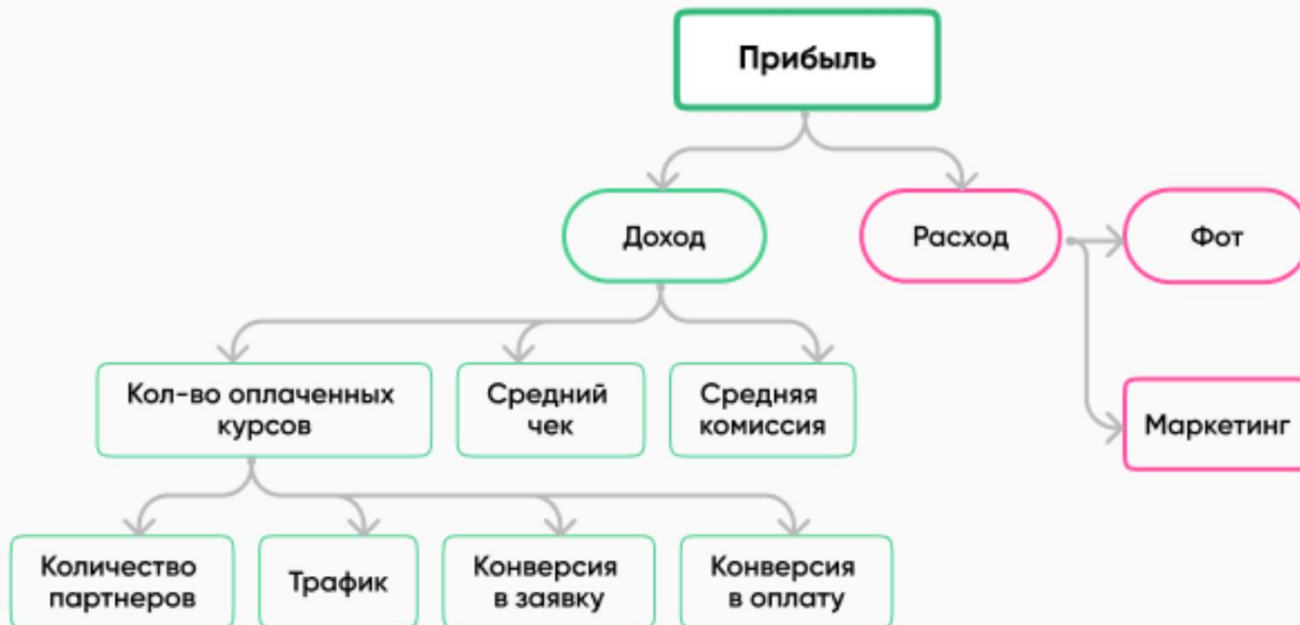 Прибыль
Доход
Расход
Фот
Кол-во оплаченных
курсов
Средний
чек
Средняя
комиссия
Маркетинг
Количество
партнеров
Трафик
Конверсия
в заявку
Конверсия
в оплату